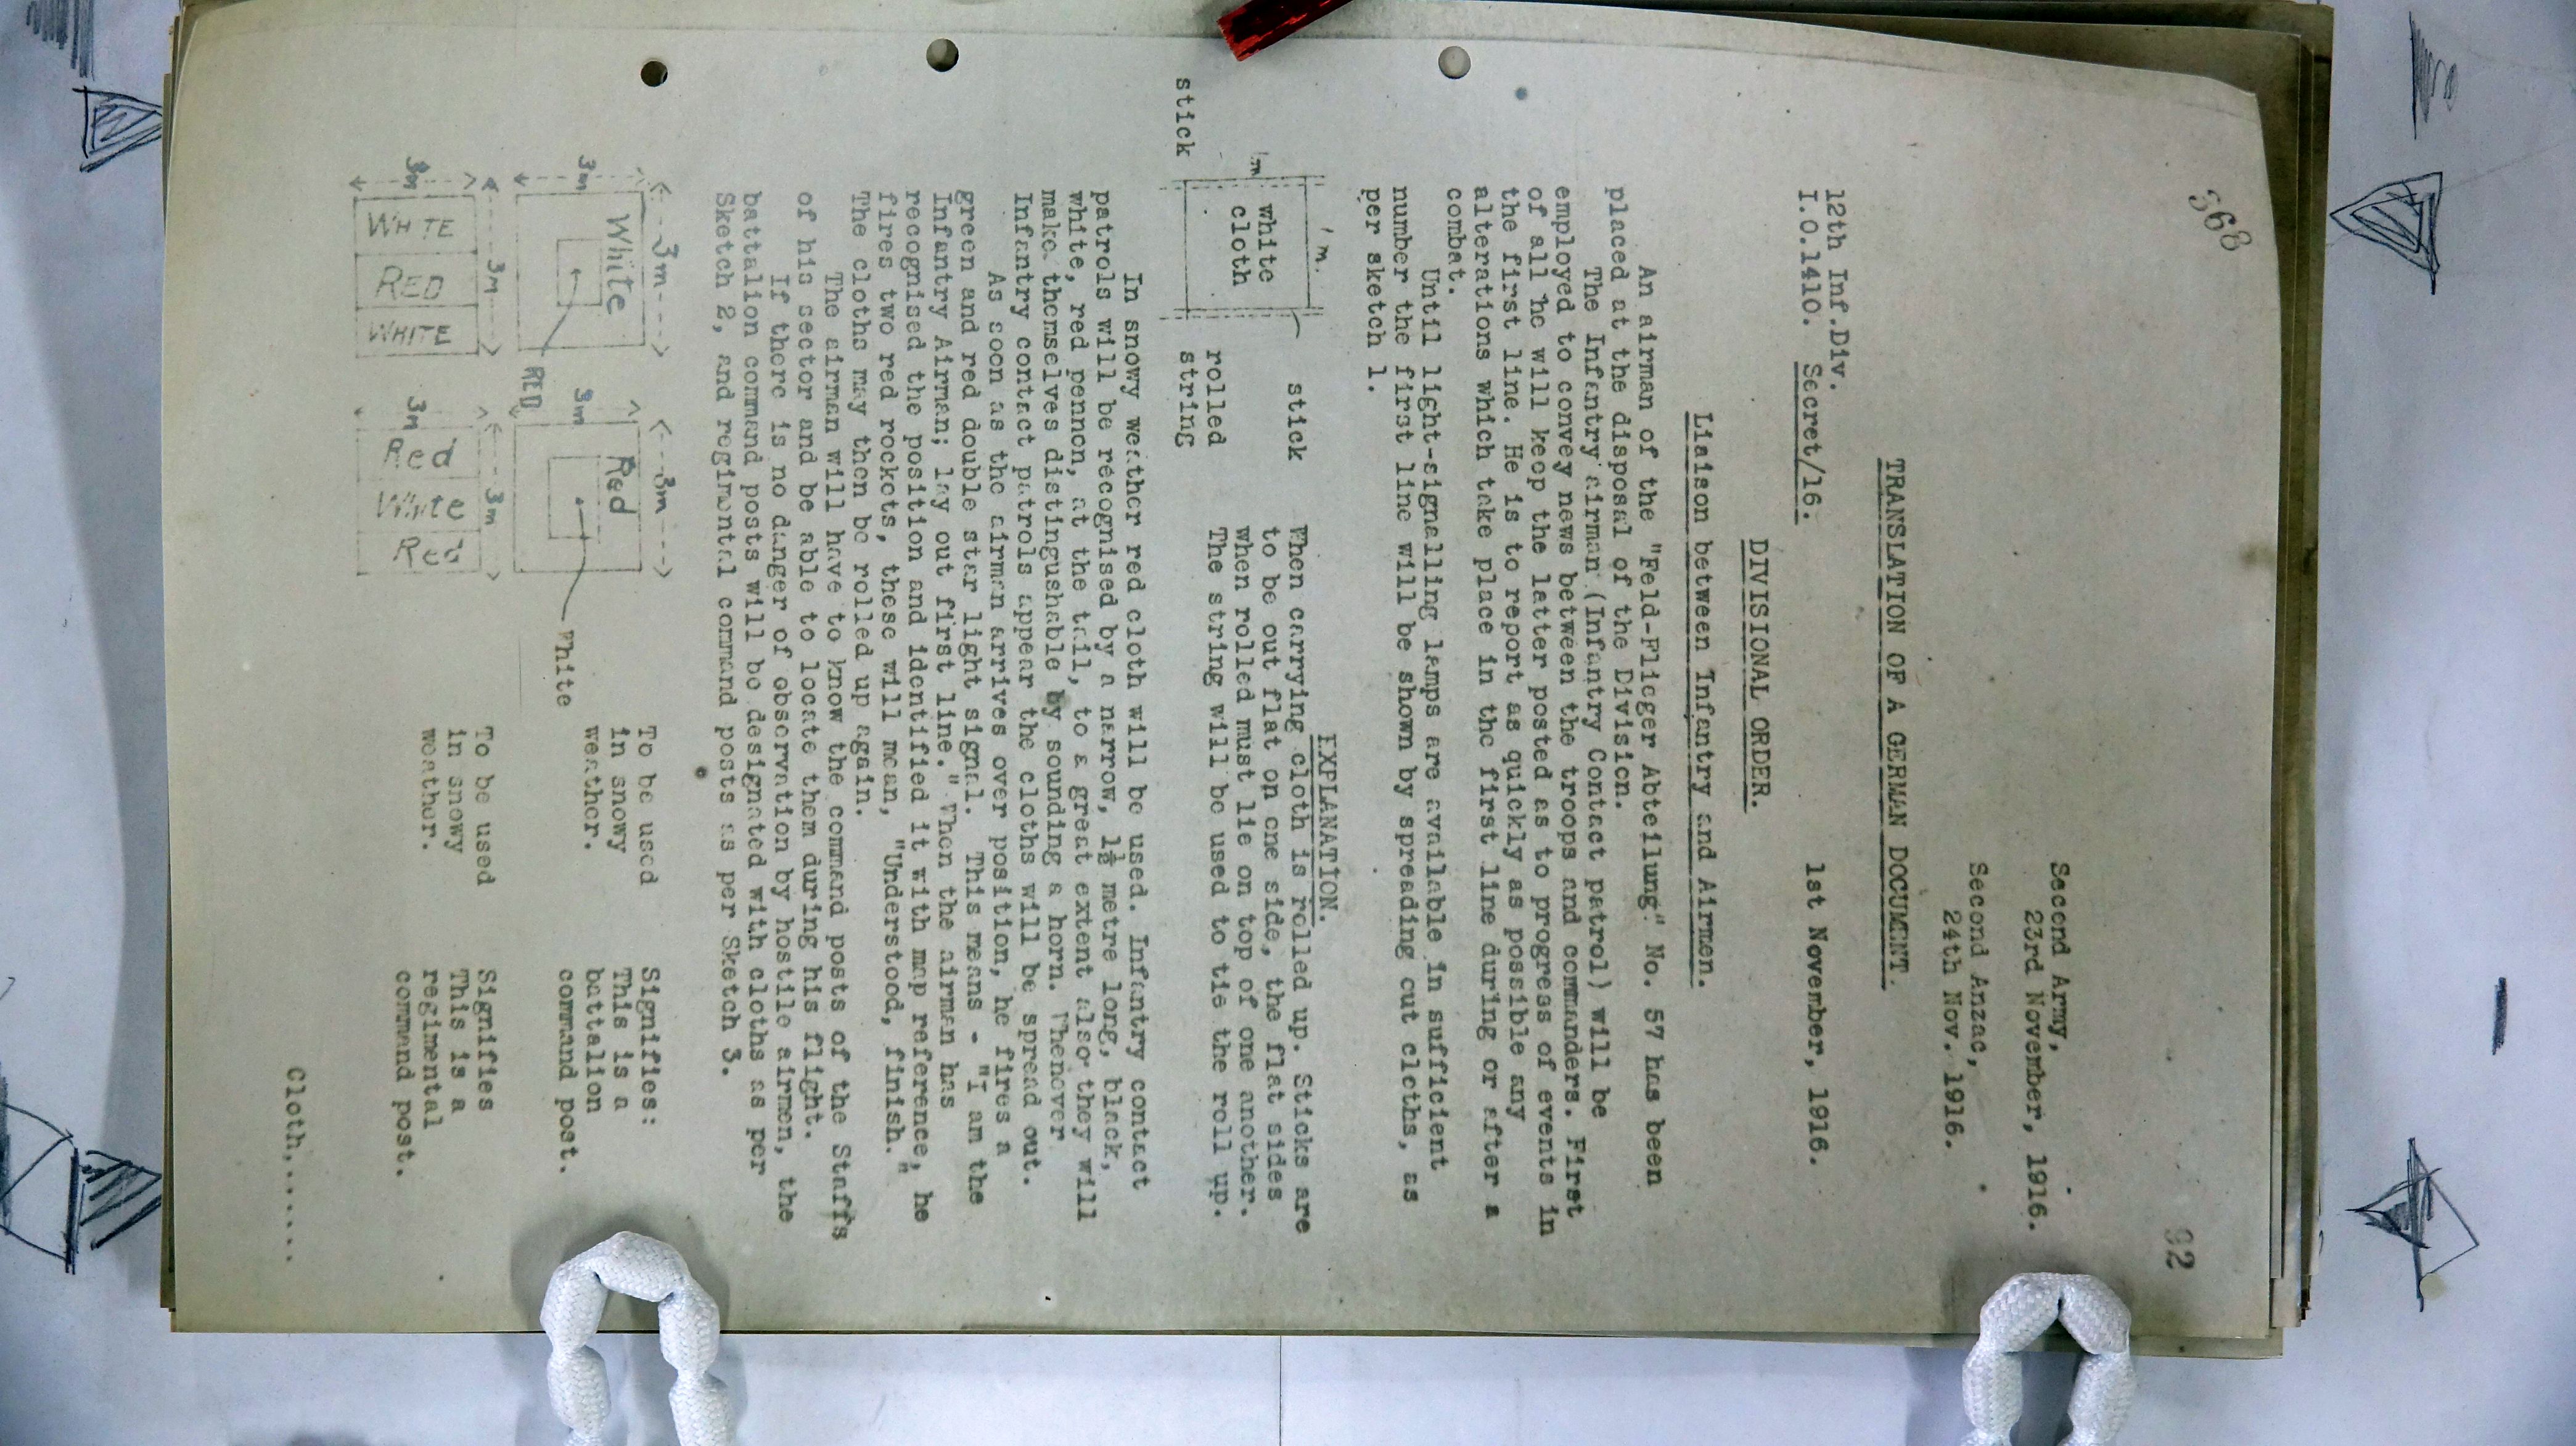 568
92
Second Army,
23rd November, 1916.
Second Anzac,
24th Nov. 1916.
TRANSLATION OF A GERMAN DOCUMENT.
12th Inf.Div.
I.O.1410. Secret/16.
1st November, 1916.
DIVISIONAL ORDER.
Liaison between Infantry and Airmen.
An airman of the "Feld-Flieger Abteilung" No. 57 has been
placed at the disposal of the Division.
The Infantry airman (Infantry Contact patrol) will be
employed to convey news between the troops and commanders. First
of all he will keep the latter posted as to progress of events in
the first line. He is to report as quickly as possible any
alterations which take place in the first line during or after a
combat.
Until light-signalling lamps are available in sufficient
number the first line will be shown by spreading out cloths, as
per sketch 1.
1 m.
m
white
cloth
stick
stick
rolled
string
EXPLANATION.
When carrying cloth is rolled up. Sticks are
to be out flat on one side, the flat sides
when rolled must lie on top of one another.
The string will be used to tie the roll up.
In snowy weather red cloth will be used. Infantry contact
patrols will be recognised by a narrow, 1½ metre long, black,
white, red pennon, at the tail, to a great extent also they will
make themselves distingushable by sounding a horn. Whenever
Infantry contact patrols appear the cloths will be spread out.
As soon as the airman arrives over position, he fires a
green and red double star light signal. This means - "I am the
Infantry Airman; lay out first line." When the airman has
recognised the position and identified it with map reference, he
fires two red rockets, these will mean, "Understood, finish."
The cloths may then be rolled up again.
The airman will have to know the command posts of the Staffs
of his sector and be able to locate them during his flight.
If there is no danger of observation by hostile airmen, the
battalion command posts will be designated with cloths as per
Sketch 2, and regimental command posts as per Sketch 3.
3m
3m
White
RED
3m
3m
Red
White
To be used
in snowy
weather.
Signifies:
This is a
battalion
command post.
3m
3m
WHITE
RED
WHITE
3m
3m
Red
White
Red
To be used
in snowy
weather.
Signifies
This is a
regimental
command post.
Cloth,......